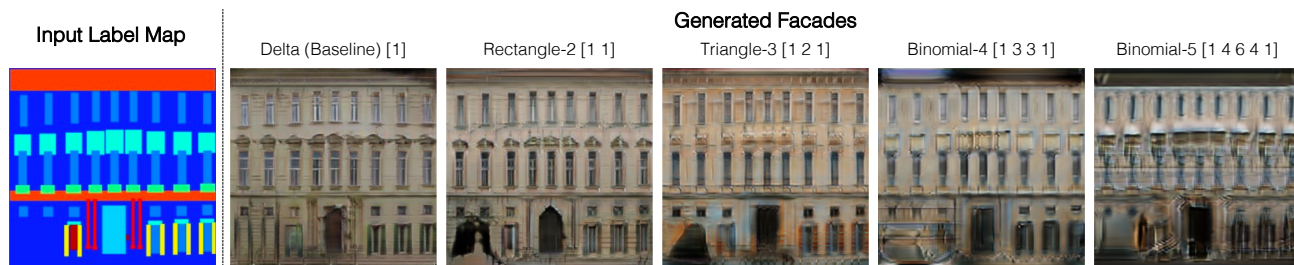 Input Label Map
Generated Facades
Delta (Baseline) [1]
Rectangle-2 [1 1]
Triangle-3 [1 2 1]
Binomial-4 [1 3 3 1]
Binomial-5 [1 4 6 4 1]